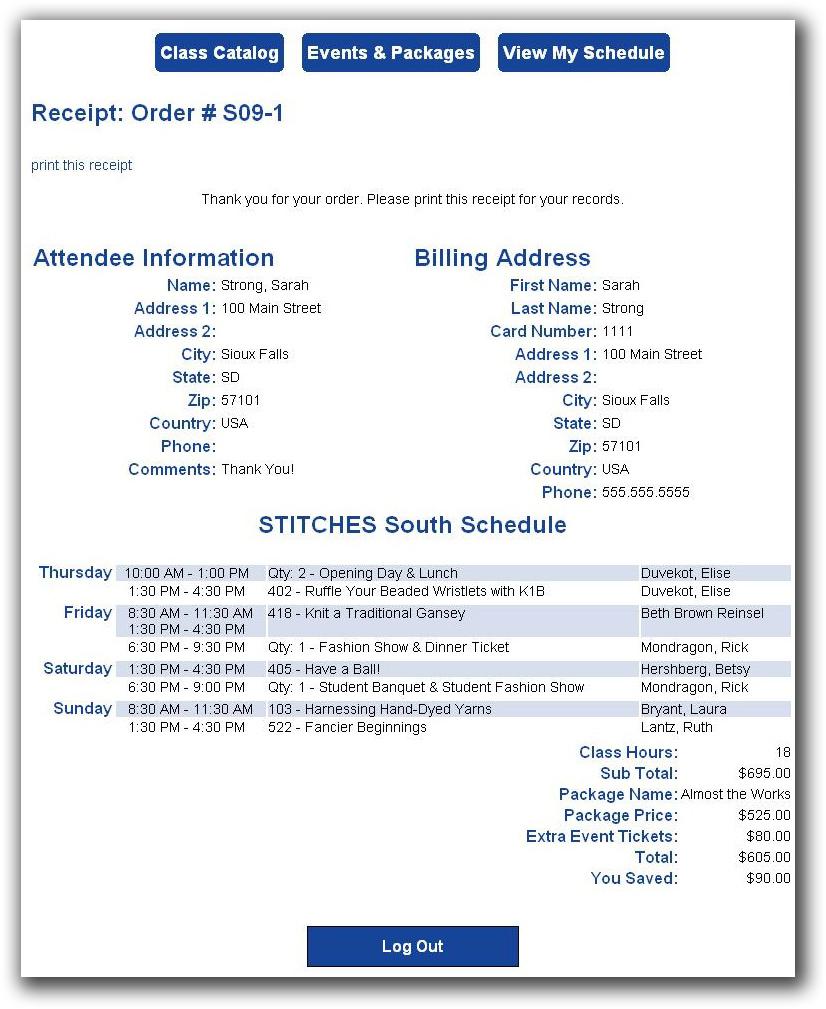 Class Catalog Events & Packages View My Schedule
Receipt: Order # S09-1
print this receipt
Thank you for your order. Please print this receipt for your records.
Attendee Information
Name: Strong, Sarah
Address 1: 100 Main Street
Address 2:
City: Sioux Falls
State: SD
Zip: 57101
Country: USA
Phone:
Comments: Thank You!
Billing Address
First Name: Sarah
Last Name: Strong
Card Number: 1111
Address 1: 100 Main Street
Address 2:
City: Sioux Falls
State: SD
Zip: 57101
Country: USA
Phone: 555.555.5555
STITCHES South Schedule
Thursday 10:00 AM - 1:00 PM Qty: 2 - Opening Day & Lunch Duvekot, Elise
1:30 PM - 4:30 PM 402 - Ruffle Your Beaded Wristlets with K1B Duvekot, Elise
Friday 8:30 AM - 11:30 AM 418 - Knit a Traditional Gansey Beth Brown Reinsel
1:30 PM - 4:30 PM
6:30 PM - 9:30 PM Qty: 1 - Fashion Show & Dinner Ticket Mondragon, Rick
Saturday 1:30 PM - 4:30 PM 405 - Have a Ball! Hershberg, Betsy
6:30 PM - 9:00 PM Qty: 1 - Student Banquet & Student Fashion Show Mondragon, Rick
Sunday 8:30 AM - 11:30 AM 103 - Harnessing Hand-Dyed Yarns Bryant, Laura
1:30 PM - 4:30 PM 522 - Fancier Beginnings Lantz, Ruth
Class Hours: 18
Sub Total: $695.00
Package Name: Almost the Works
Package Price: $525.00
Extra Event Tickets: $80.00
Total: $605.00
You Saved: $90.00
Log Out